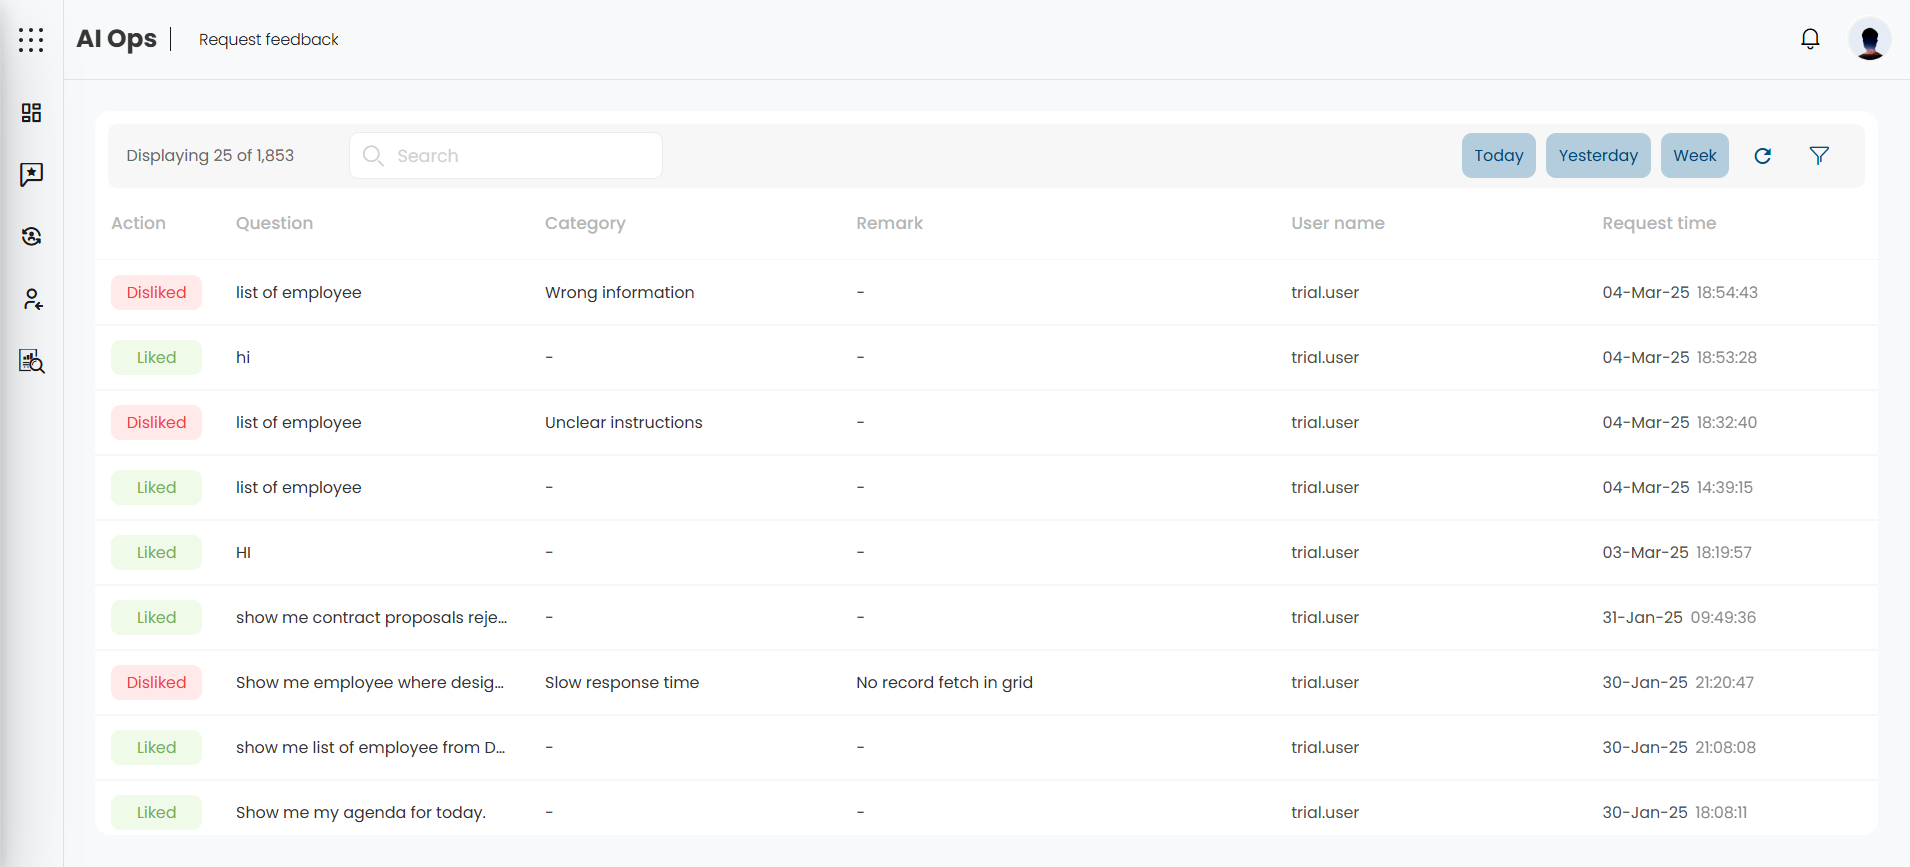 AI Ops | Request feedback
Displaying 25 of 1,853 Search Today Yesterday Week
Action Question Category Remark User name Request time
Disliked list of employee Wrong information - trial.user 04-Mar-25 18:54:43
Liked hi - - trial.user 04-Mar-25 18:53:28
Disliked list of employee Unclear instructions - trial.user 04-Mar-25 18:32:40
Liked list of employee - - trial.user 04-Mar-25 14:39:15
Liked HI - - trial.user 03-Mar-25 18:19:57
Liked show me contract proposals reje... - - trial.user 31-Jan-25 09:49:36
Disliked Show me employee where desig... Slow response time No record fetch in grid trial.user 30-Jan-25 21:20:47
Liked show me list of employee from D... - - trial.user 30-Jan-25 21:08:08
Liked Show me my agenda for today. - - trial.user 30-Jan-25 18:08:11